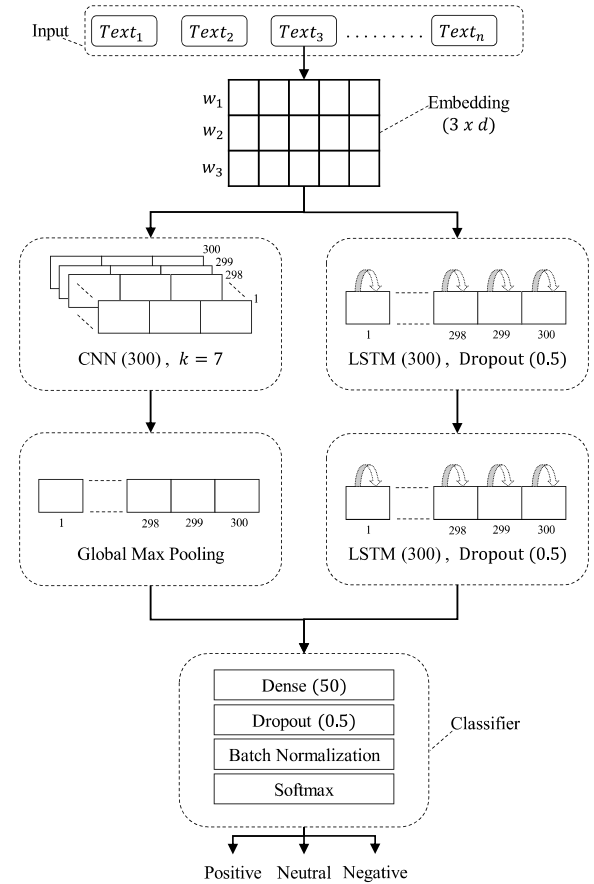 Input
Text₁ Text₂ Text₃ ......... Textₙ
w₁
w₂
w₃
Embedding
(3 x d)
300
299
298
1
CNN (300) , k = 7
1 298 299 300
LSTM (300) , Dropout (0.5)
1 298 299 300
Global Max Pooling
1 298 299 300
LSTM (300) , Dropout (0.5)
Dense (50)
Dropout (0.5)
Batch Normalization
Softmax
Classifier
Positive Neutral Negative